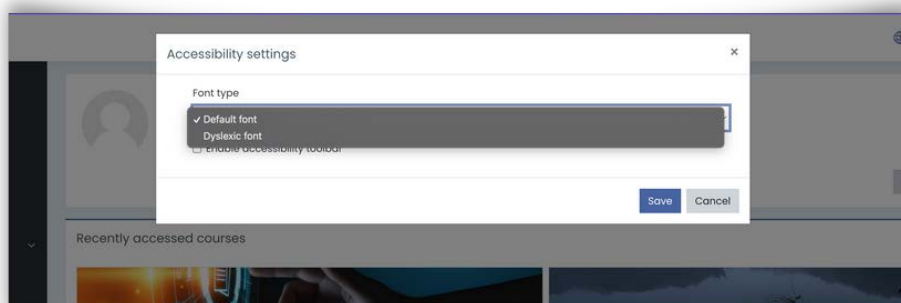 Accessibility settings ×
Font type
✓ Default font
Dyslexic font
Enable accessibility toolbar
Save Cancel
Recently accessed courses